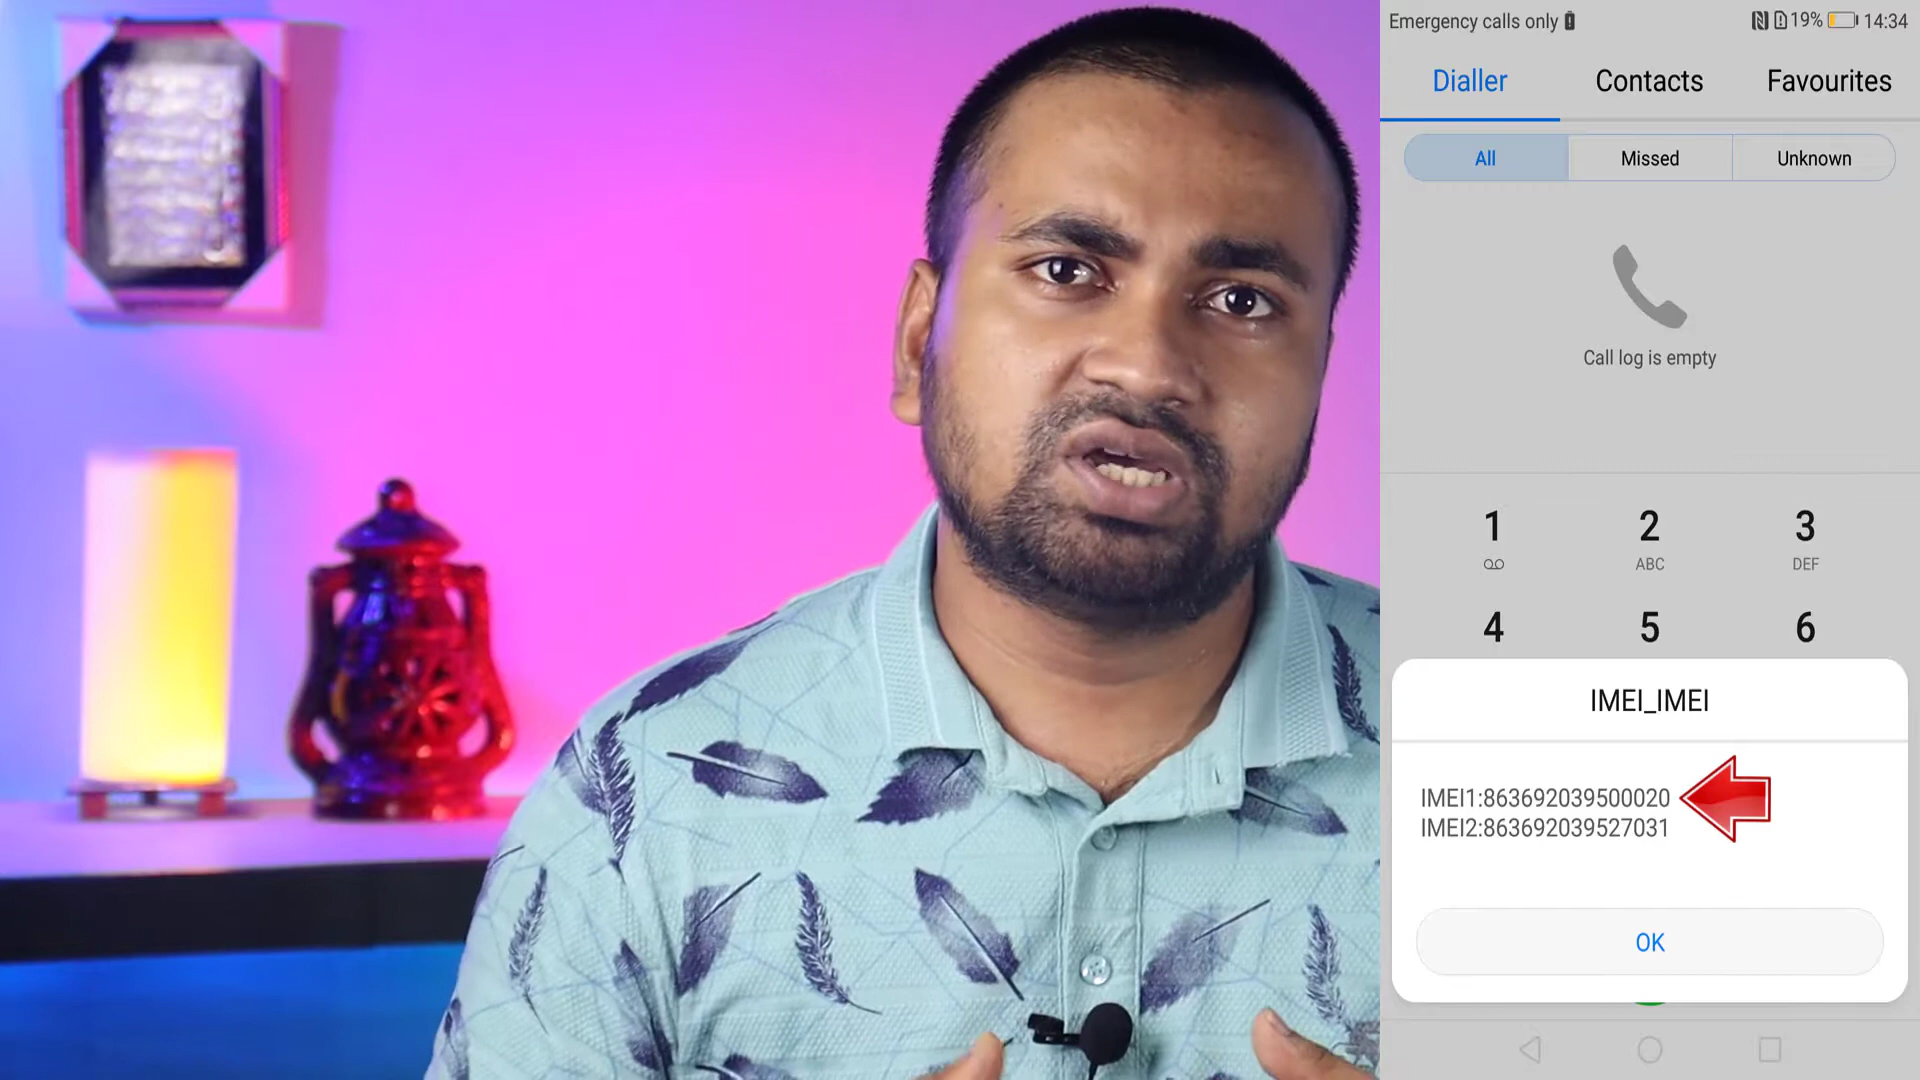 Emergency calls only 19% 14:34
Dialler Contacts Favourites
All Missed Unknown
Call log is empty
1 2 3
ABC DEF
4 5 6
IMEI_IMEI
IMEI1:863692039500020
IMEI2:863692039527031
OK